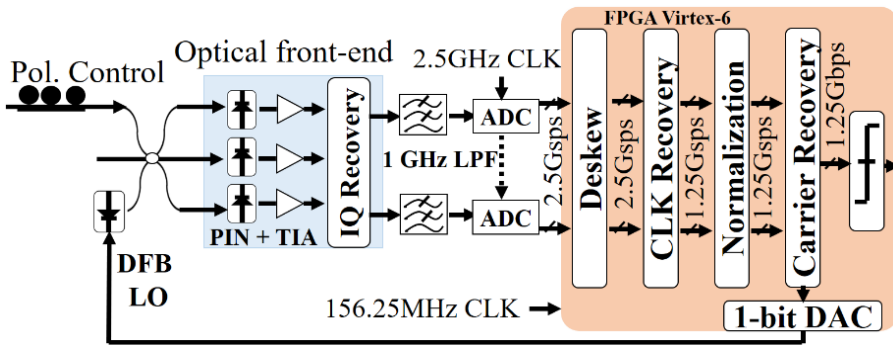 FPGA Virtex-6
Optical front-end
Pol. Control
2.5GHz CLK
ADC
1 GHz LPF
ADC
IQ Recovery
PIN + TIA
DFB
LO
2.5Gsps
Deskew
2.5Gsps
CLK Recovery
1.25Gsps
Normalization
1.25Gsps
Carrier Recovery
1.25Gbps
156.25MHz CLK
1-bit DAC